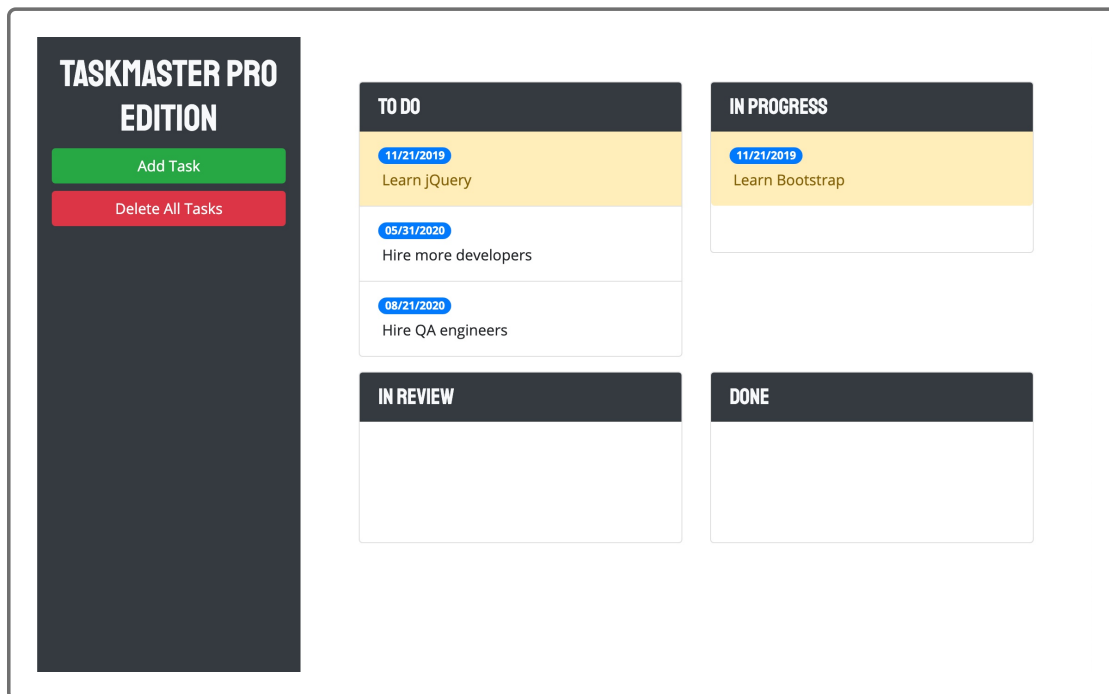 TASKMASTER PRO
EDITION
Add Task
Delete All Tasks
TO DO
11/21/2019
Learn jQuery
05/31/2020
Hire more developers
08/21/2020
Hire QA engineers
IN PROGRESS
11/21/2019
Learn Bootstrap
IN REVIEW
DONE